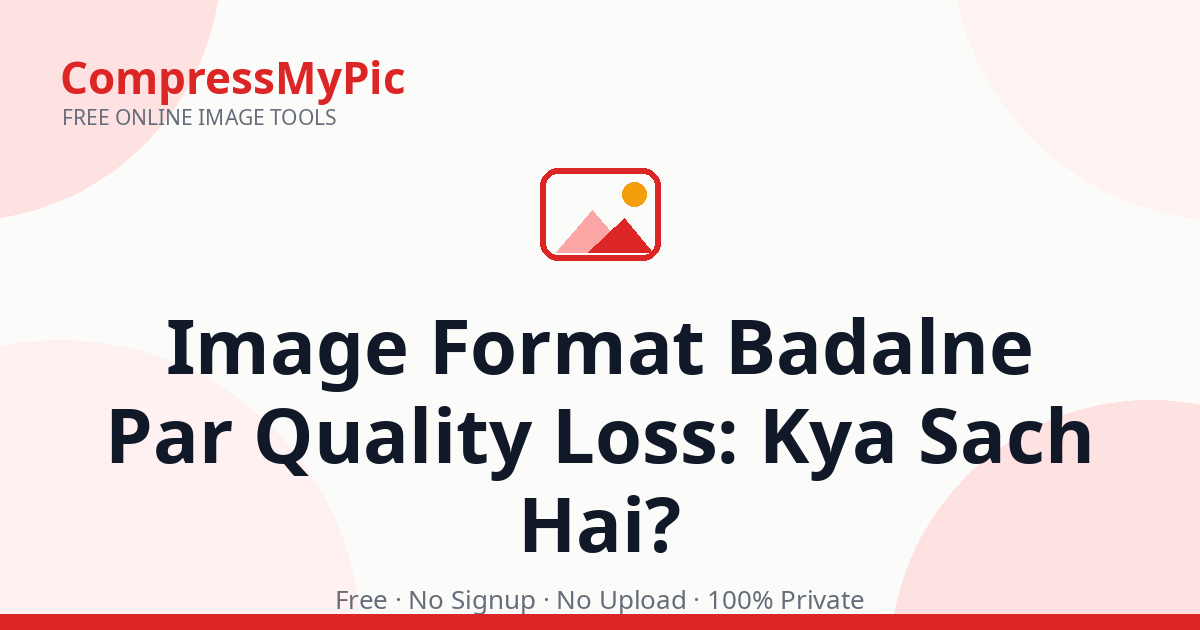 CompressMyPic
FREE ONLINE IMAGE TOOLS
Image Format Badalne
Par Quality Loss: Kya Sach
Hai?
Free · No Signup · No Upload · 100% Private